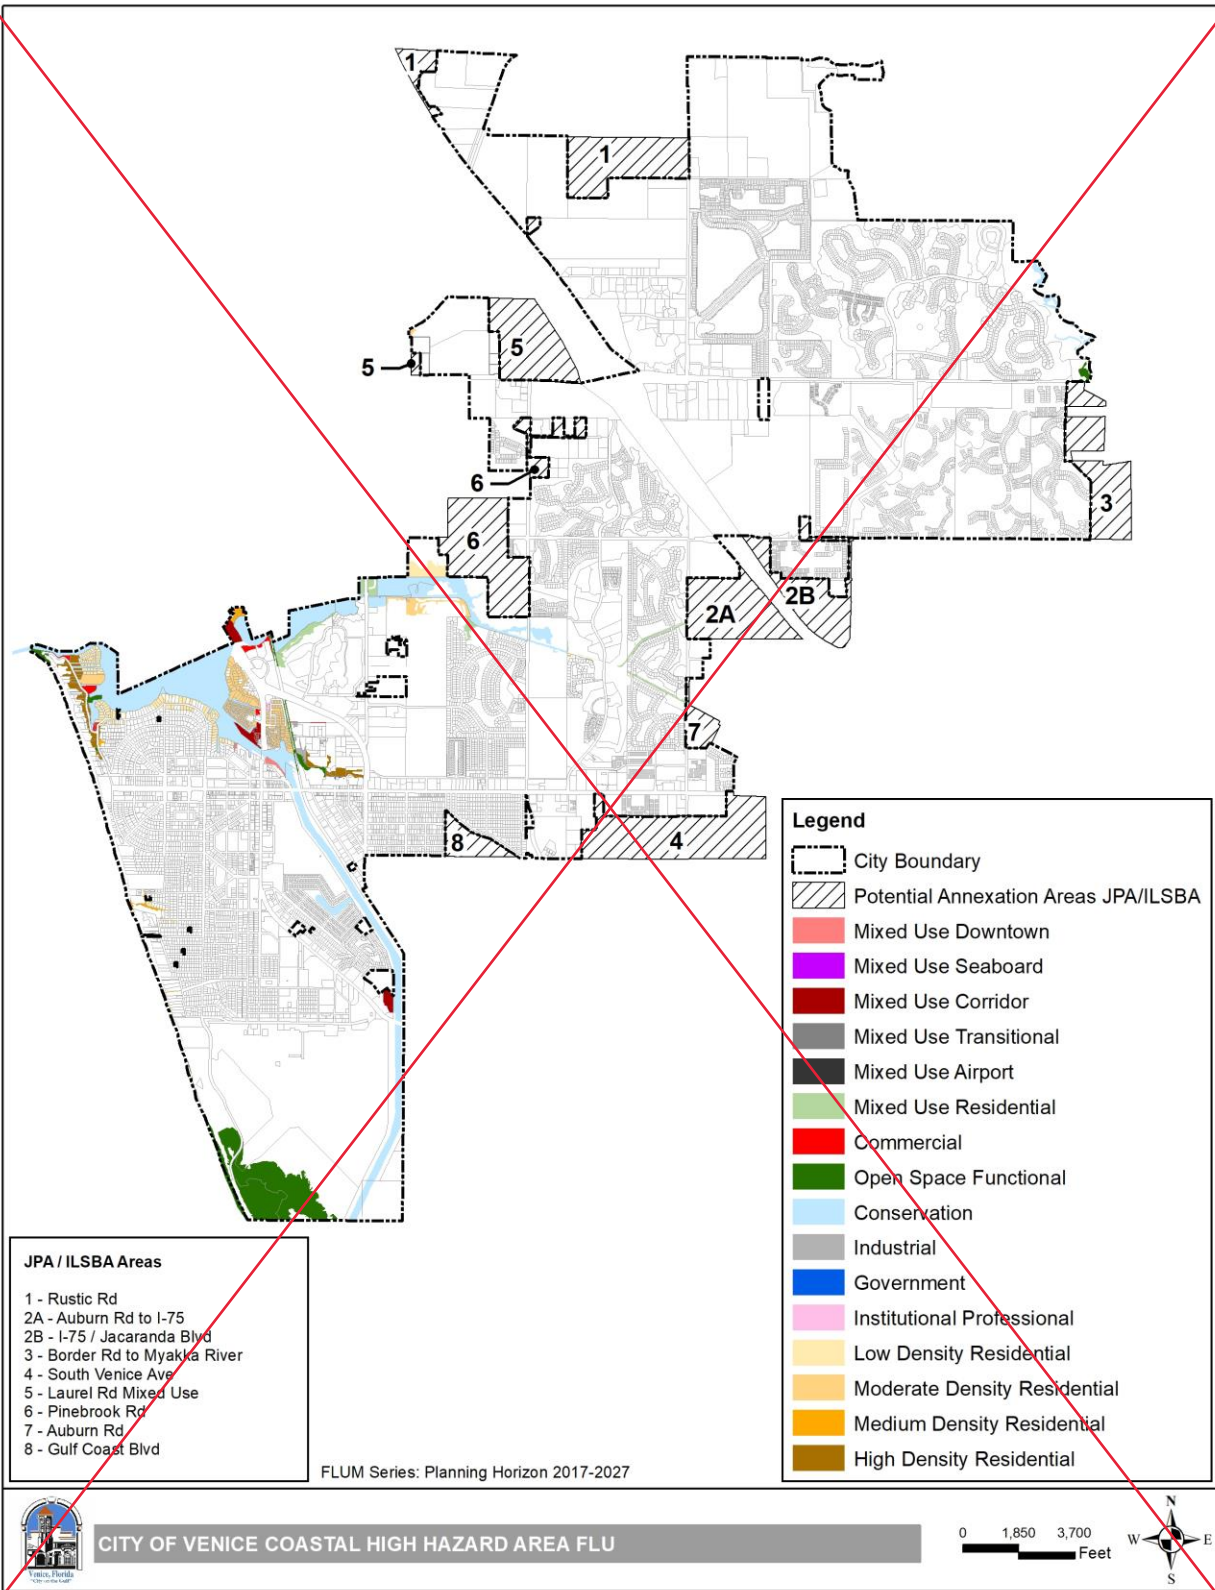 1
1
5
5
6
6
3
2A
2B
7
4
8
Legend
City Boundary
Potential Annexation Areas JPA/ILSBA
Mixed Use Downtown
Mixed Use Seaboard
Mixed Use Corridor
Mixed Use Transitional
Mixed Use Airport
Mixed Use Residential
Commercial
Open Space Functional
Conservation
Industrial
Government
Institutional Professional
Low Density Residential
Moderate Density Residential
Medium Density Residential
High Density Residential
JPA / ILSBA Areas
1 - Rustic Rd
2A - Auburn Rd to I-75
2B - I-75 / Jacaranda Blvd
3 - Border Rd to Myakka River
4 - South Venice Ave
5 - Laurel Rd Mixed Use
6 - Pinebrook Rd
7 - Auburn Rd
8 - Gulf Coast Blvd
FLUM Series: Planning Horizon 2017-2027
Venice, Florida
"City on the Gulf"
CITY OF VENICE COASTAL HIGH HAZARD AREA FLU
0 1,850 3,700
Feet
N
W E
S